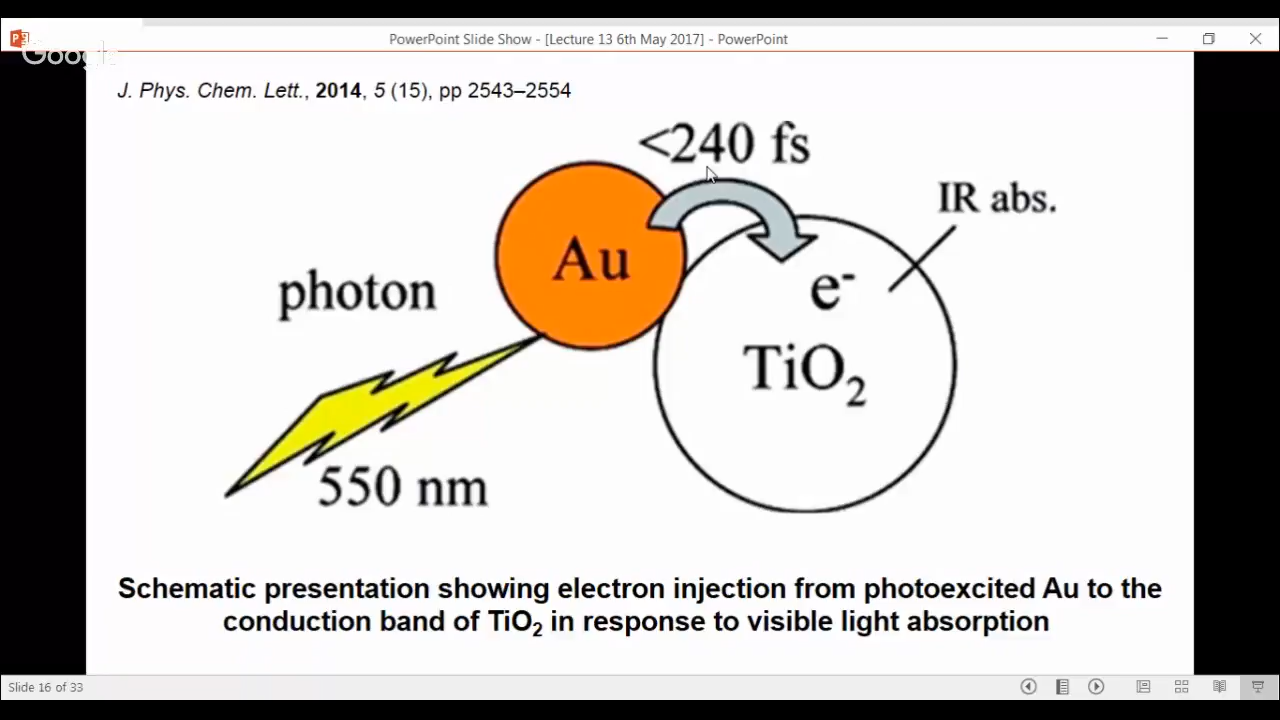 PowerPoint Slide Show - [Lecture 13 6th May 2017] - PowerPoint
Google
J. Phys. Chem. Lett., 2014, 5 (15), pp 2543–2554
<240 fs
IR abs.
Au
photon
e⁻
TiO₂
550 nm
Schematic presentation showing electron injection from photoexcited Au to the
conduction band of TiO₂ in response to visible light absorption
Slide 16 of 33